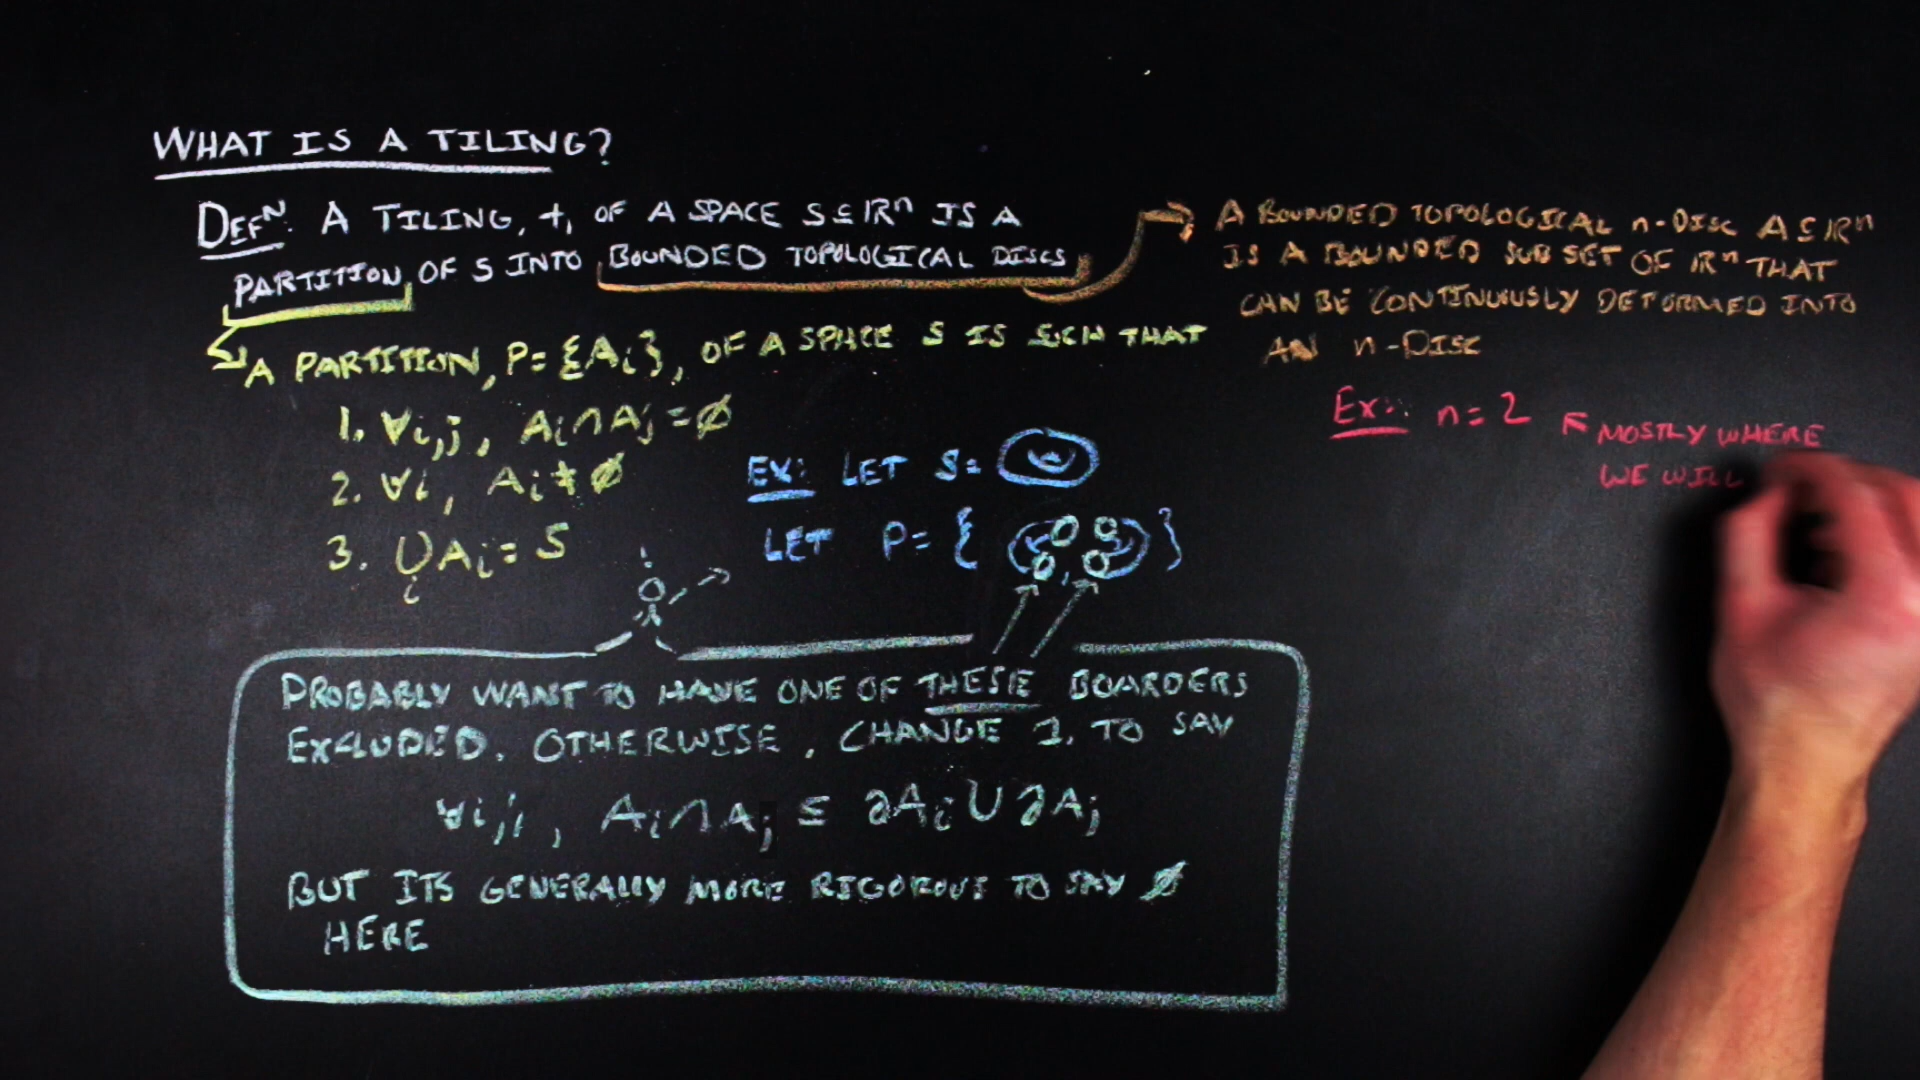 WHAT IS A TILING?
DEFᴺ: A TILING, t, OF A SPACE S ⊆ ℝⁿ IS A
PARTITION OF S INTO BOUNDED TOPOLOGICAL DISCS
A PARTITION, P = {Aᵢ}, OF A SPACE S IS SUCH THAT
1. ∀i,j, Aᵢ ∩ Aⱼ = ∅
2. ∀i, Aᵢ ≠ ∅
3. ⋃ᵢ Aᵢ = S
EX: LET S =
LET P = { , }
PROBABLY WANT TO HAVE ONE OF THESE BOARDERS
EXCLUDED. OTHERWISE, CHANGE 1. TO SAY
∀i,j, Aᵢ ∩ Aⱼ ⊆ ∂Aᵢ ∪ ∂Aⱼ
BUT ITS GENERALLY MORE RIGOROUS TO SAY ∅
HERE
A BOUNDED TOPOLOGICAL n-DISC A ⊆ ℝⁿ
IS A BOUNDED SUBSET OF ℝⁿ THAT
CAN BE CONTINUOUSLY DEFORMED INTO
AN n-DISC
EX: n = 2 MOSTLY WHERE
WE WILL